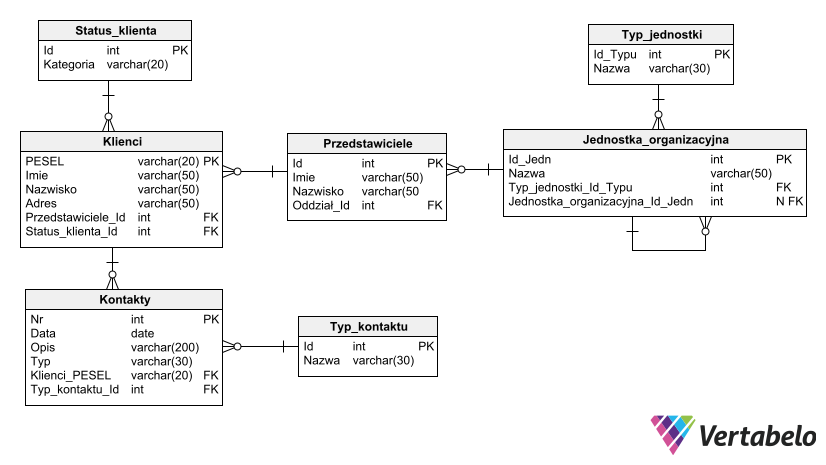 Status_klienta
Id int PK
Kategoria varchar(20)
Typ_jednostki
Id_Typu int PK
Nazwa varchar(30)
Klienci
PESEL varchar(20) PK
Imie varchar(50)
Nazwisko varchar(50)
Adres varchar(50)
Przedstawiciele_Id int FK
Status_klienta_Id int FK
Przedstawiciele
Id int PK
Imie varchar(50)
Nazwisko varchar(50
Oddział_Id int FK
Jednostka_organizacyjna
Id_Jedn int PK
Nazwa varchar(50)
Typ_jednostki_Id_Typu int FK
Jednostka_organizacyjna_Id_Jedn int N FK
Kontakty
Nr int PK
Data date
Opis varchar(200)
Typ varchar(30)
Klienci_PESEL varchar(20) FK
Typ_kontaktu_Id int FK
Typ_kontaktu
Id int PK
Nazwa varchar(30)
Vertabelo